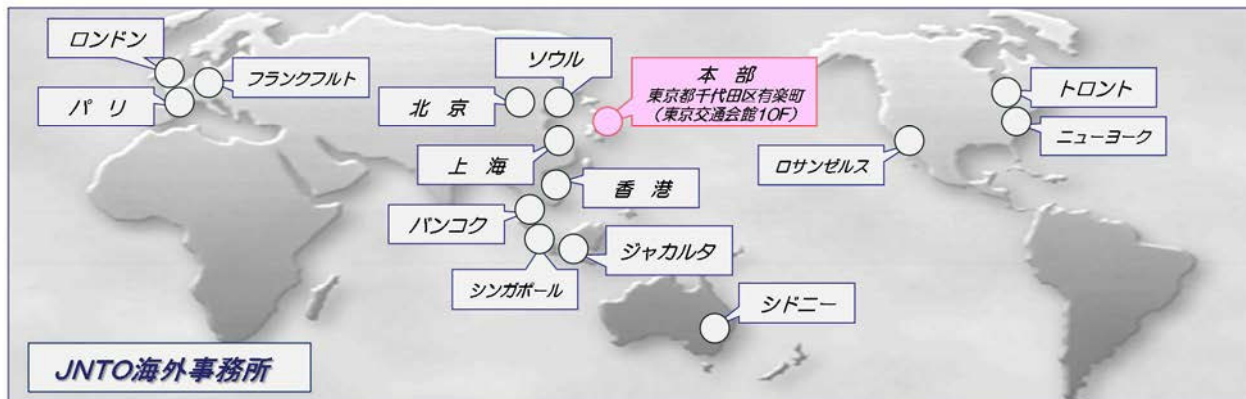 ロンドン
フランクフルト
パリ
ソウル
北京
本部
東京都千代田区有楽町
(東京交通会館10F)
上海
香港
バンコク
シンガポール
ジャカルタ
シドニー
トロント
ニューヨーク
ロサンゼルス
JNTO海外事務所